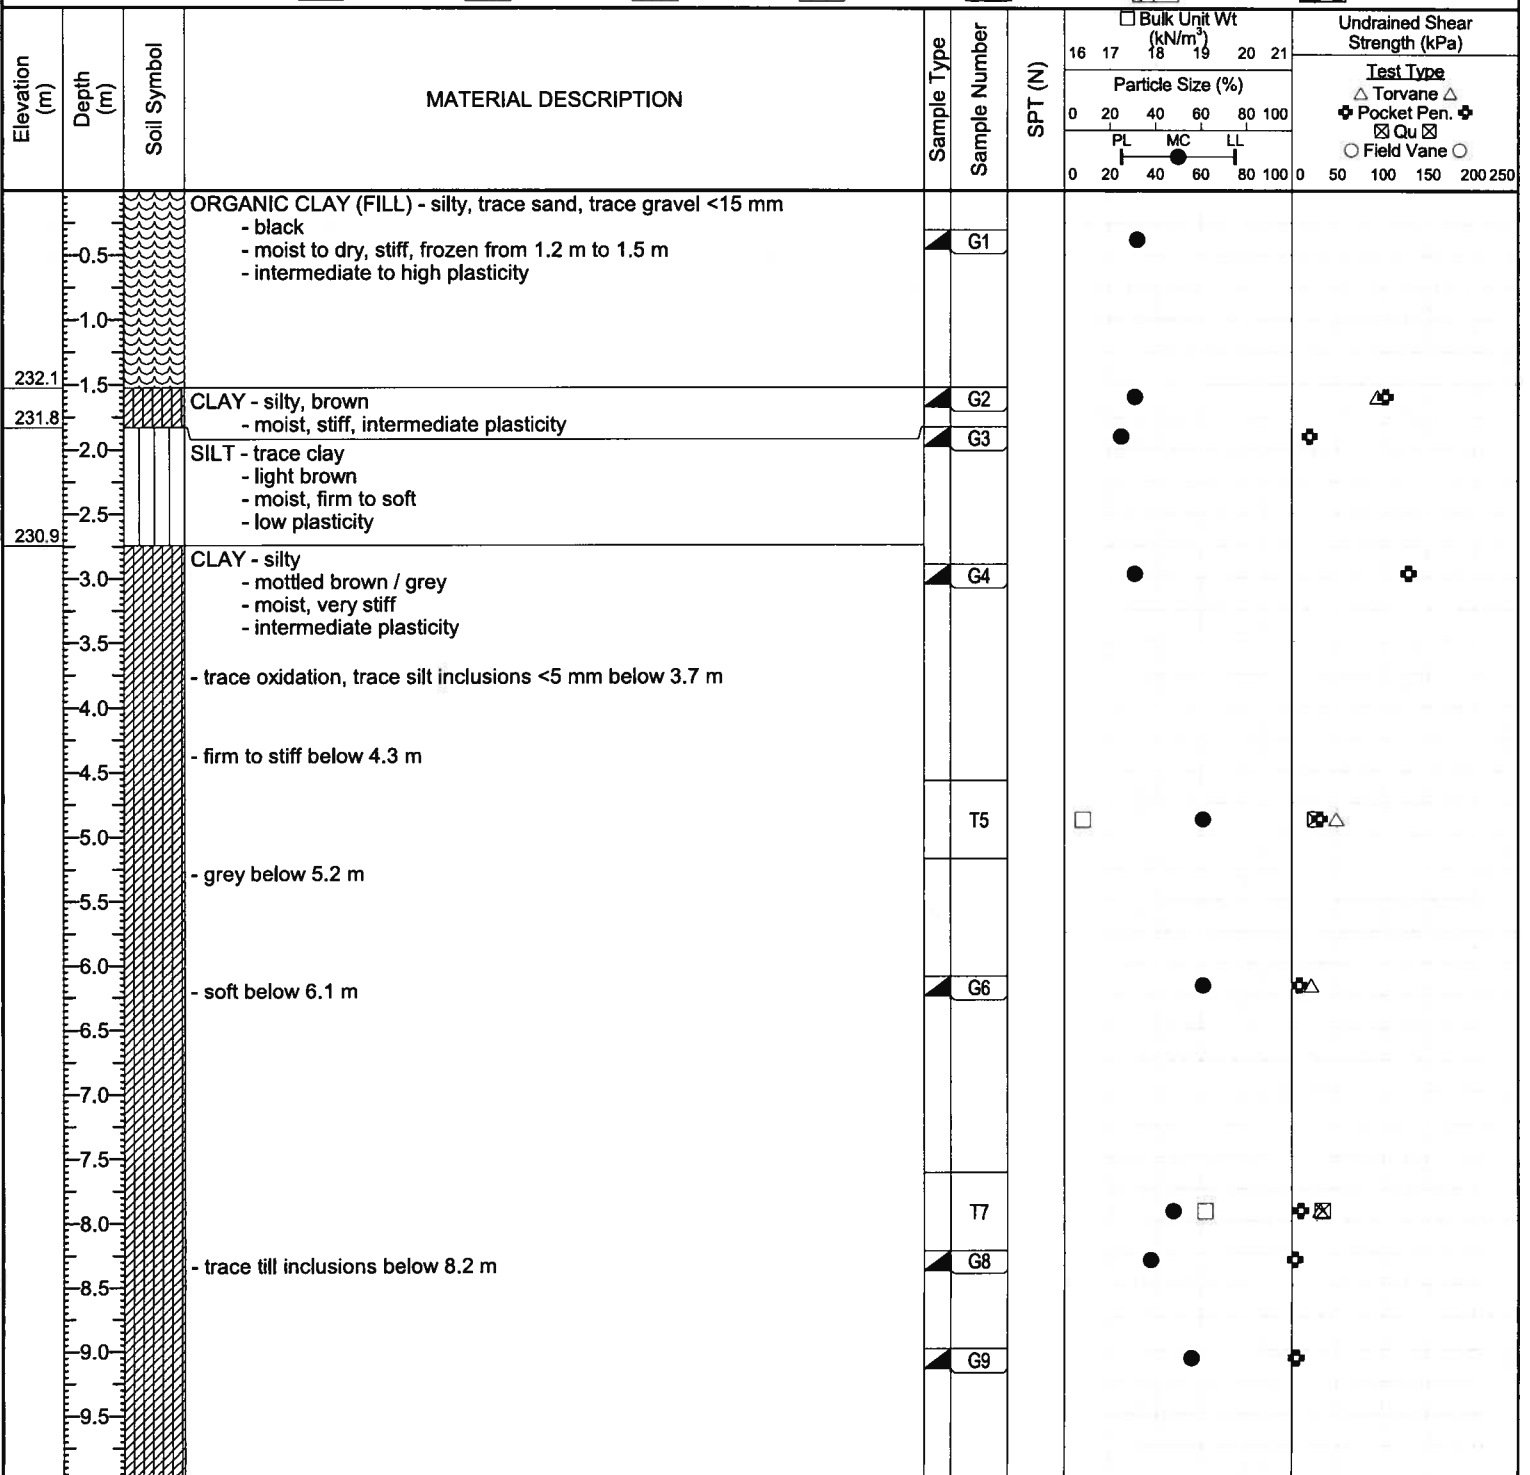 Elevation (m)
Depth (m)
Soil Symbol
MATERIAL DESCRIPTION
Sample Type
Sample Number
SPT (N)
Bulk Unit Wt
(kN/m³)
16 17 18 19 20 21
Particle Size (%)
0 20 40 60 80 100
PL MC LL
0 20 40 60 80 100
Undrained Shear
Strength (kPa)
Test Type
Torvane
Pocket Pen.
Qu
Field Vane
0 50 100 150 200 250
ORGANIC CLAY (FILL) - silty, trace sand, trace gravel <15 mm
- black
- moist to dry, stiff, frozen from 1.2 m to 1.5 m
- intermediate to high plasticity
G1
-0.5
-1.0
232.1
-1.5
CLAY - silty, brown
- moist, stiff, intermediate plasticity
G2
231.8
G3
-2.0
SILT - trace clay
- light brown
- moist, firm to soft
- low plasticity
-2.5
230.9
CLAY - silty
- mottled brown / grey
- moist, very stiff
- intermediate plasticity
G4
-3.0
-3.5
- trace oxidation, trace silt inclusions <5 mm below 3.7 m
-4.0
- firm to stiff below 4.3 m
-4.5
T5
-5.0
- grey below 5.2 m
-5.5
-6.0
- soft below 6.1 m
G6
-6.5
-7.0
-7.5
T7
-8.0
- trace till inclusions below 8.2 m
G8
-8.5
-9.0
G9
-9.5